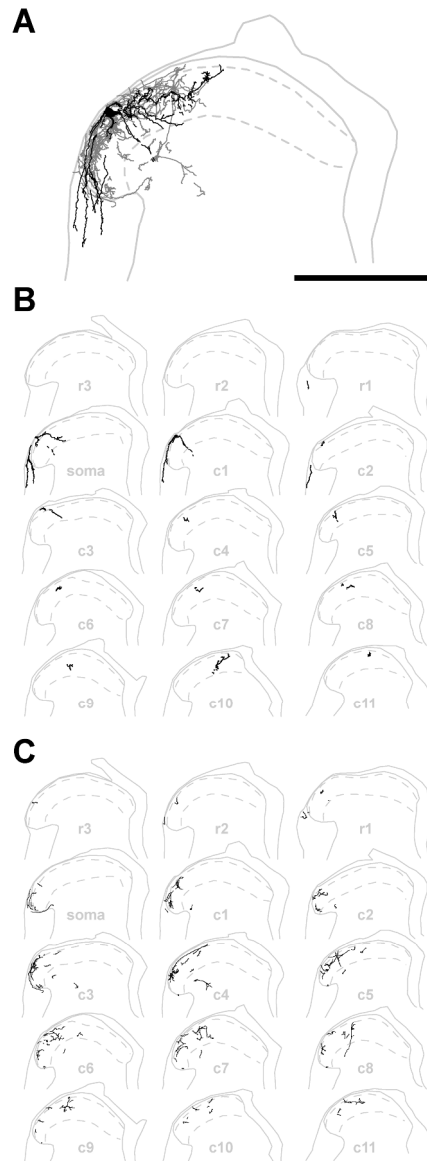 A
B
r3 r2 r1
soma c1 c2
c3 c4 c5
c6 c7 c8
c9 c10 c11
C
r3 r2 r1
soma c1 c2
c3 c4 c5
c6 c7 c8
c9 c10 c11